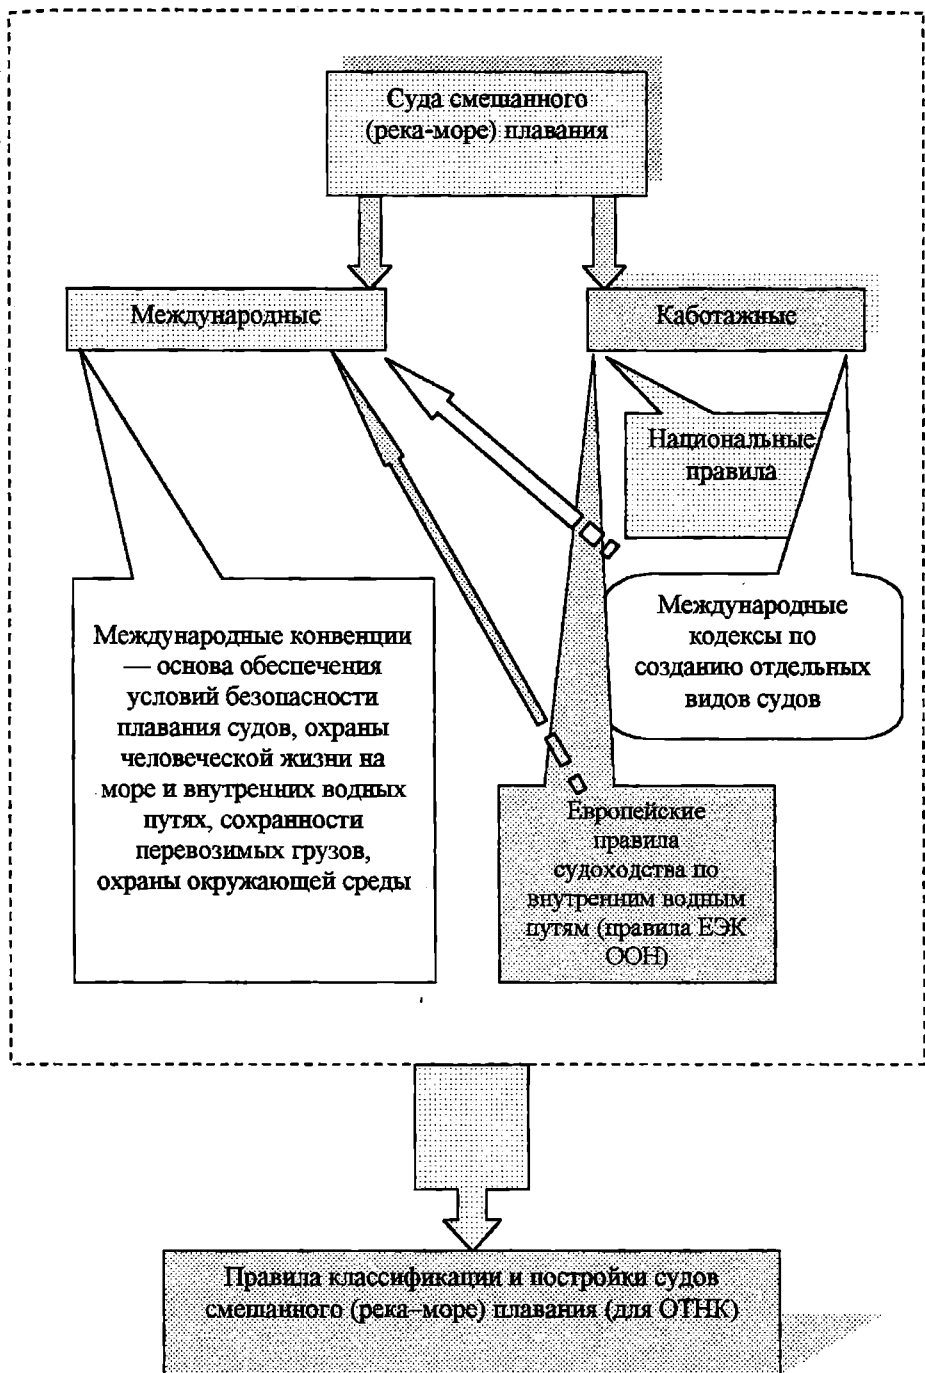 Суда смешанного
(река-море) плавания
Международные
Каботажные
Национальные
правила
Международные
кодексы по
созданию отдельных
видов судов
Международные конвенции
— основа обеспечения
условий безопасности
плавания судов, охраны
человеческой жизни на
море и внутренних водных
путях, сохранности
перевозимых грузов,
охраны окружающей среды
Европейские
правила
судоходства по
внутренним водным
путям (правила ЕЭК
ООН)
Правила классификации и постройки судов
смешанного (река–море) плавания (для ОТНК)